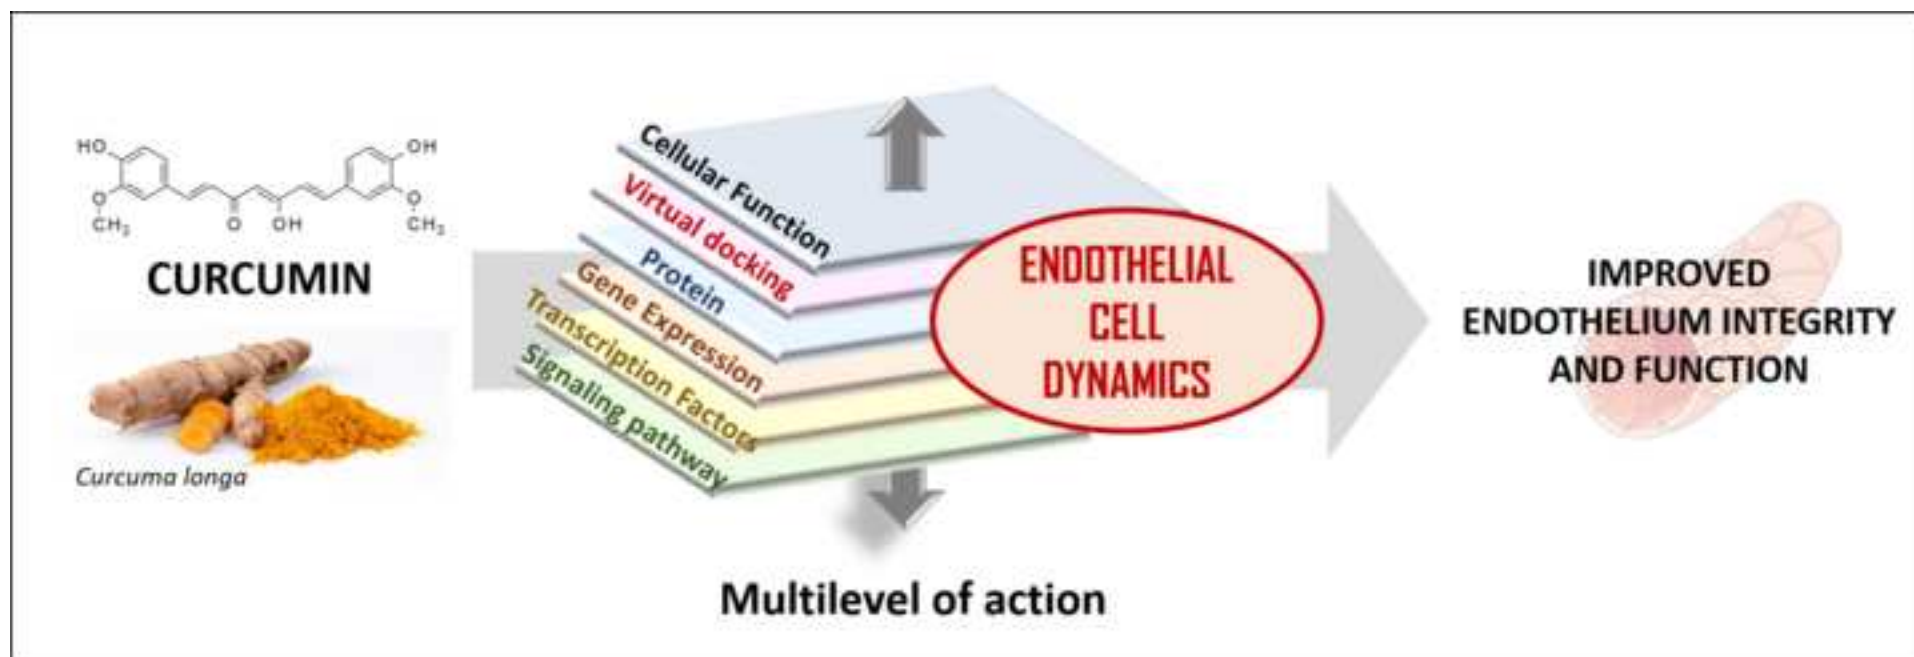 HO
OH
O
CH₃
O
OH
O
CH₃
CURCUMIN
Curcuma longa
Cellular Function
Virtual docking
Protein
Gene Expression
Transcription Factors
Signaling pathway
ENDOTHELIAL
CELL
DYNAMICS
Multilevel of action
IMPROVED
ENDOTHELIUM INTEGRITY
AND FUNCTION